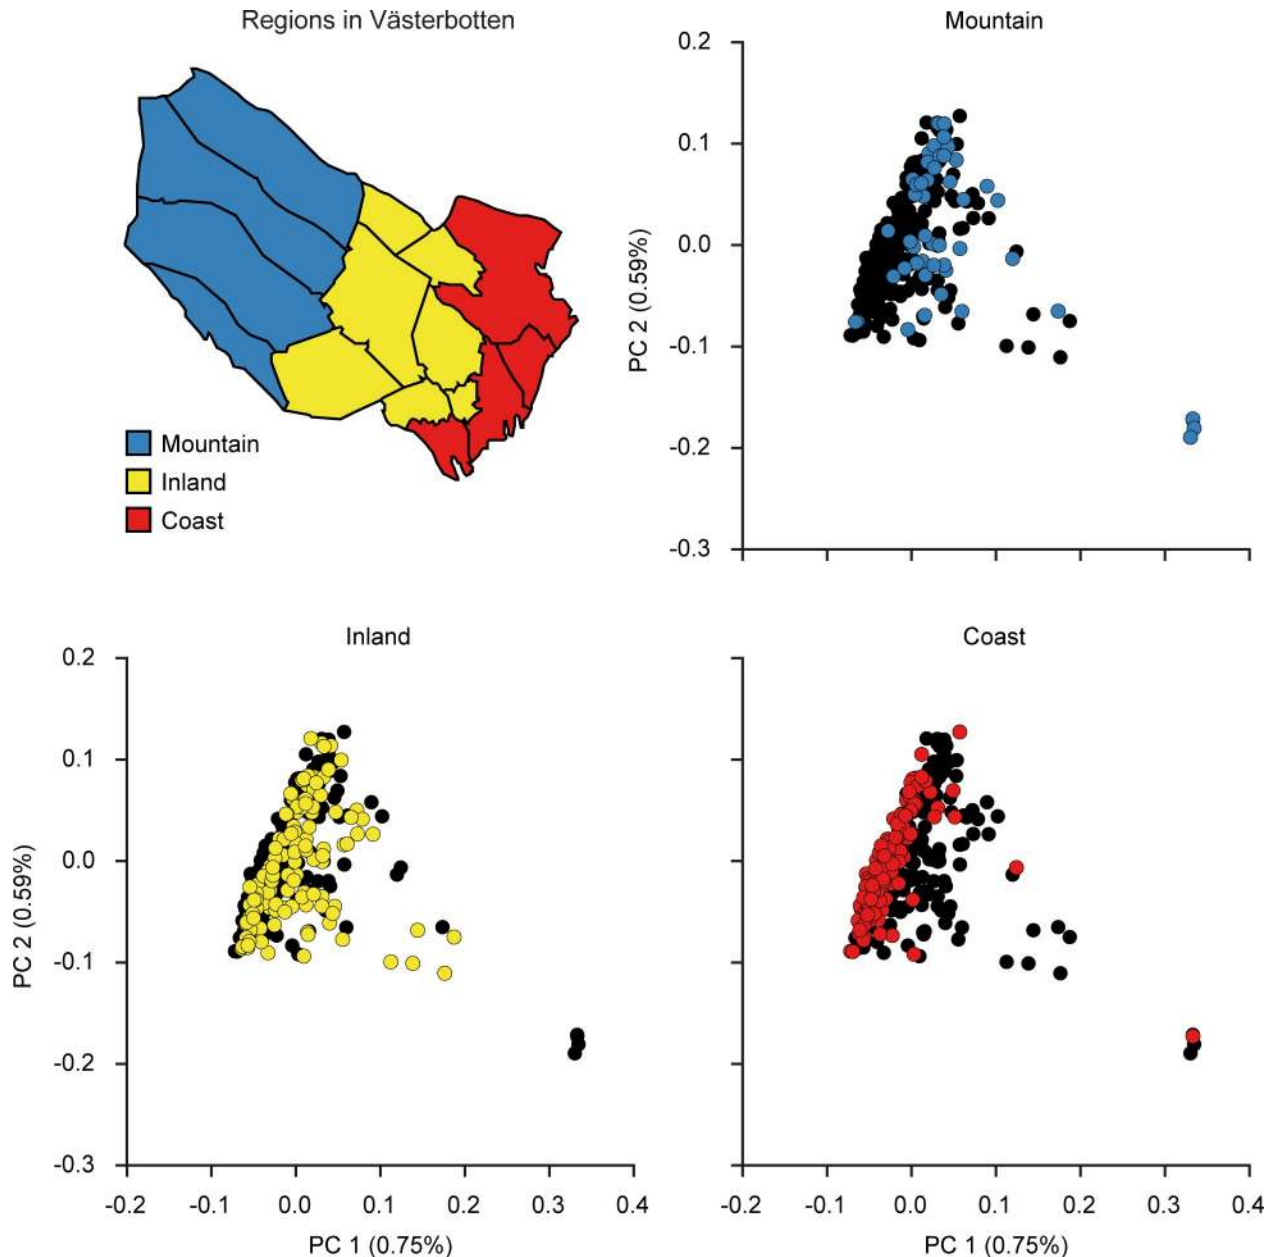 Regions in Västerbotten
Mountain
Inland
Coast
Mountain
0.2
0.1
0.0
-0.1
-0.2
-0.3
PC 2 (0.59%)
Inland
0.2
0.1
0.0
-0.1
-0.2
-0.3
PC 2 (0.59%)
-0.2 -0.1 0.0 0.1 0.2 0.3 0.4
PC 1 (0.75%)
Coast
-0.2 -0.1 0.0 0.1 0.2 0.3 0.4
PC 1 (0.75%)